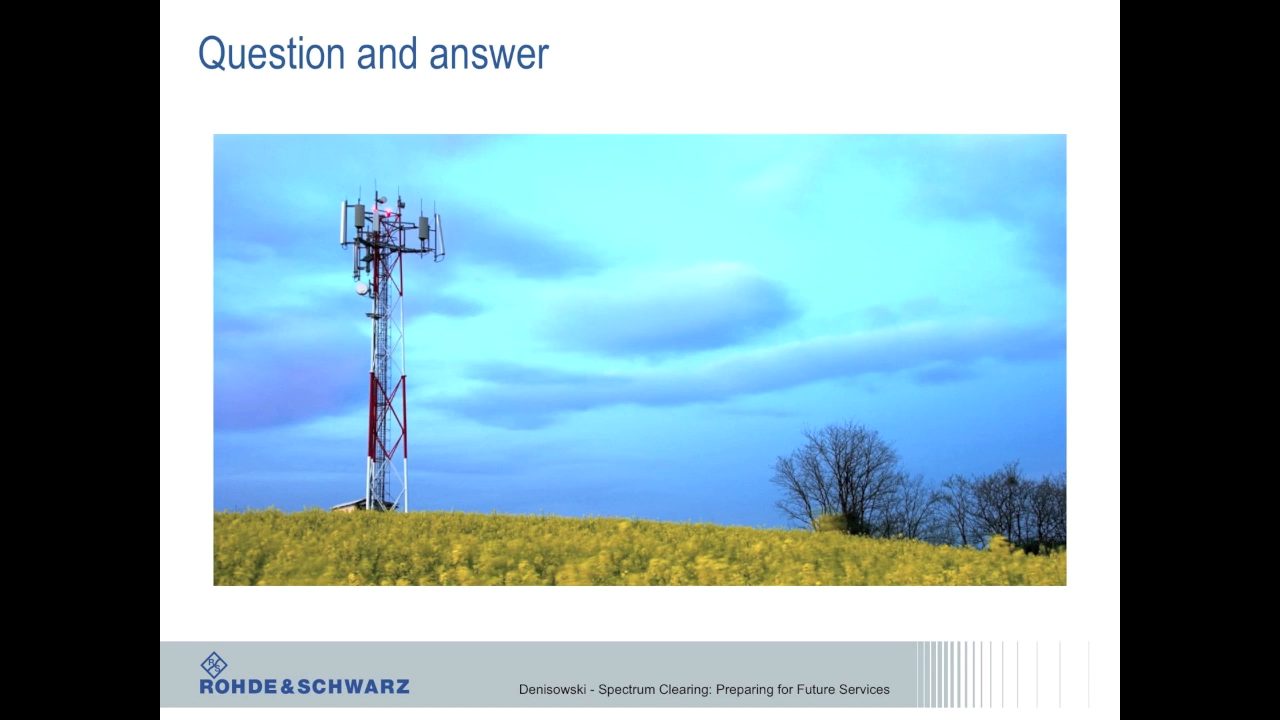 Question and answer
R
S
ROHDE&SCHWARZ
Denisowski - Spectrum Clearing: Preparing for Future Services